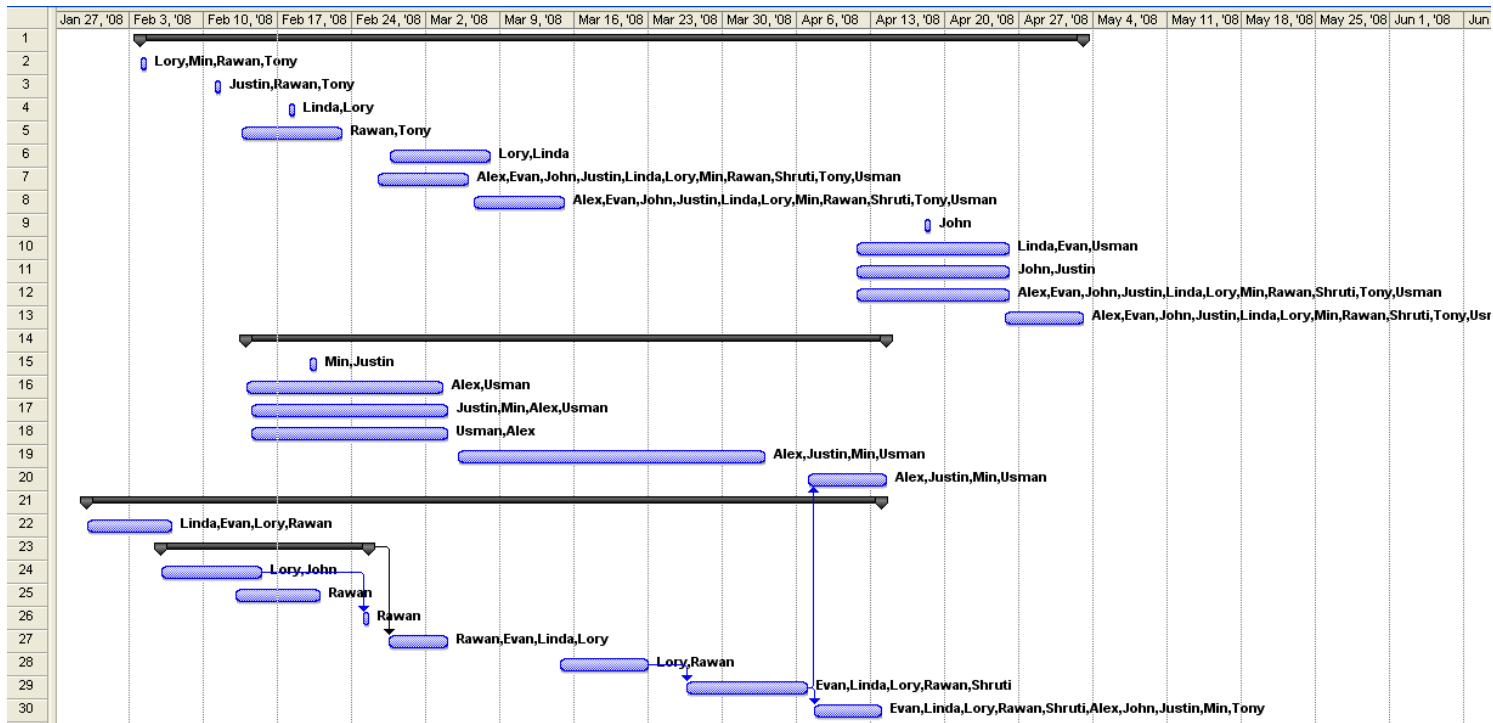 Jan 27, '08 Feb 3, '08 Feb 10, '08 Feb 17, '08 Feb 24, '08 Mar 2, '08 Mar 9, '08 Mar 16, '08 Mar 23, '08 Mar 30, '08 Apr 6, '08 Apr 13, '08 Apr 20, '08 Apr 27, '08 May 4, '08 May 11, '08 May 18, '08 May 25, '08 Jun 1, '08 Jun
1
2 Lory,Min,Rawan,Tony
3 Justin,Rawan,Tony
4 Linda,Lory
5 Rawan,Tony
6 Lory,Linda
7 Alex,Evan,John,Justin,Linda,Lory,Min,Rawan,Shruti,Tony,Usman
8 Alex,Evan,John,Justin,Linda,Lory,Min,Rawan,Shruti,Tony,Usman
9 John
10 Linda,Evan,Usman
11 John,Justin
12 Alex,Evan,John,Justin,Linda,Lory,Min,Rawan,Shruti,Tony,Usman
13 Alex,Evan,John,Justin,Linda,Lory,Min,Rawan,Shruti,Tony,
14
15 Min,Justin
16 Alex,Usman
17 Justin,Min,Alex,Usman
18 Usman,Alex
19 Alex,Justin,Min,Usman
20 Alex,Justin,Min,Usman
21
22 Linda,Evan,Lory,Rawan
23
24 Lory,John
25 Rawan
26 Rawan
27 Rawan,Evan,Linda,Lory
28 Lory,Rawan
29 Evan,Linda,Lory,Rawan,Shruti
30 Evan,Linda,Lory,Rawan,Shruti,Alex,John,Justin,Min,Tony